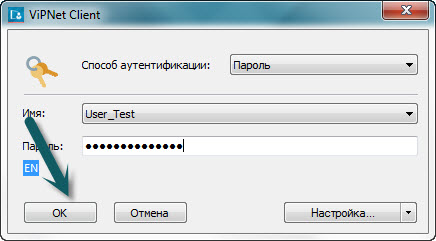 ViPNet Client
Способ аутентификации: Пароль
Имя: User_Test
Пароль: ●●●●●●●●●●●●●●
EN
OK Отмена Настройка...